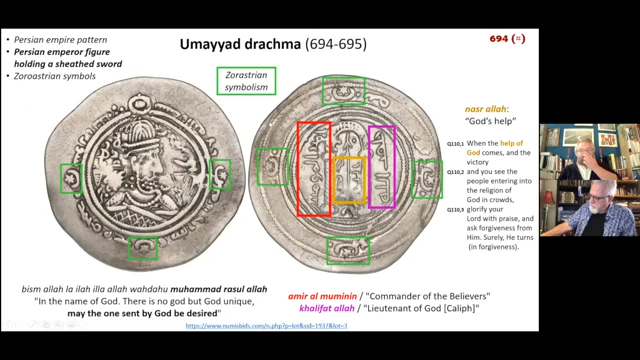 • Persian empire pattern
• Persian emperor figure
holding a sheathed sword
• Zoroastrian symbols
Umayyad drachma (694-695)
694
Zorastrian
symbolism
nasr allah:
"God's help"
Q110,1 When the help of
God comes, and the
victory
Q110,2 and you see the
people entering into
the religion of
God in crowds,
Q110,3 glorify your
Lord with praise, and
ask forgiveness from
Him. Surely, He turns
(in forgiveness).
bism allah la ilah illa allah wahdahu muhammad rasul allah
"In the name of God. There is no god but God unique,
may the one sent by God be desired"
amir al muminin / "Commander of the Believers"
khalifat allah / "Lieutenant of God [Caliph]"
https://www.numisbids.com/n.php?p=lot&sid=1937&lot=3